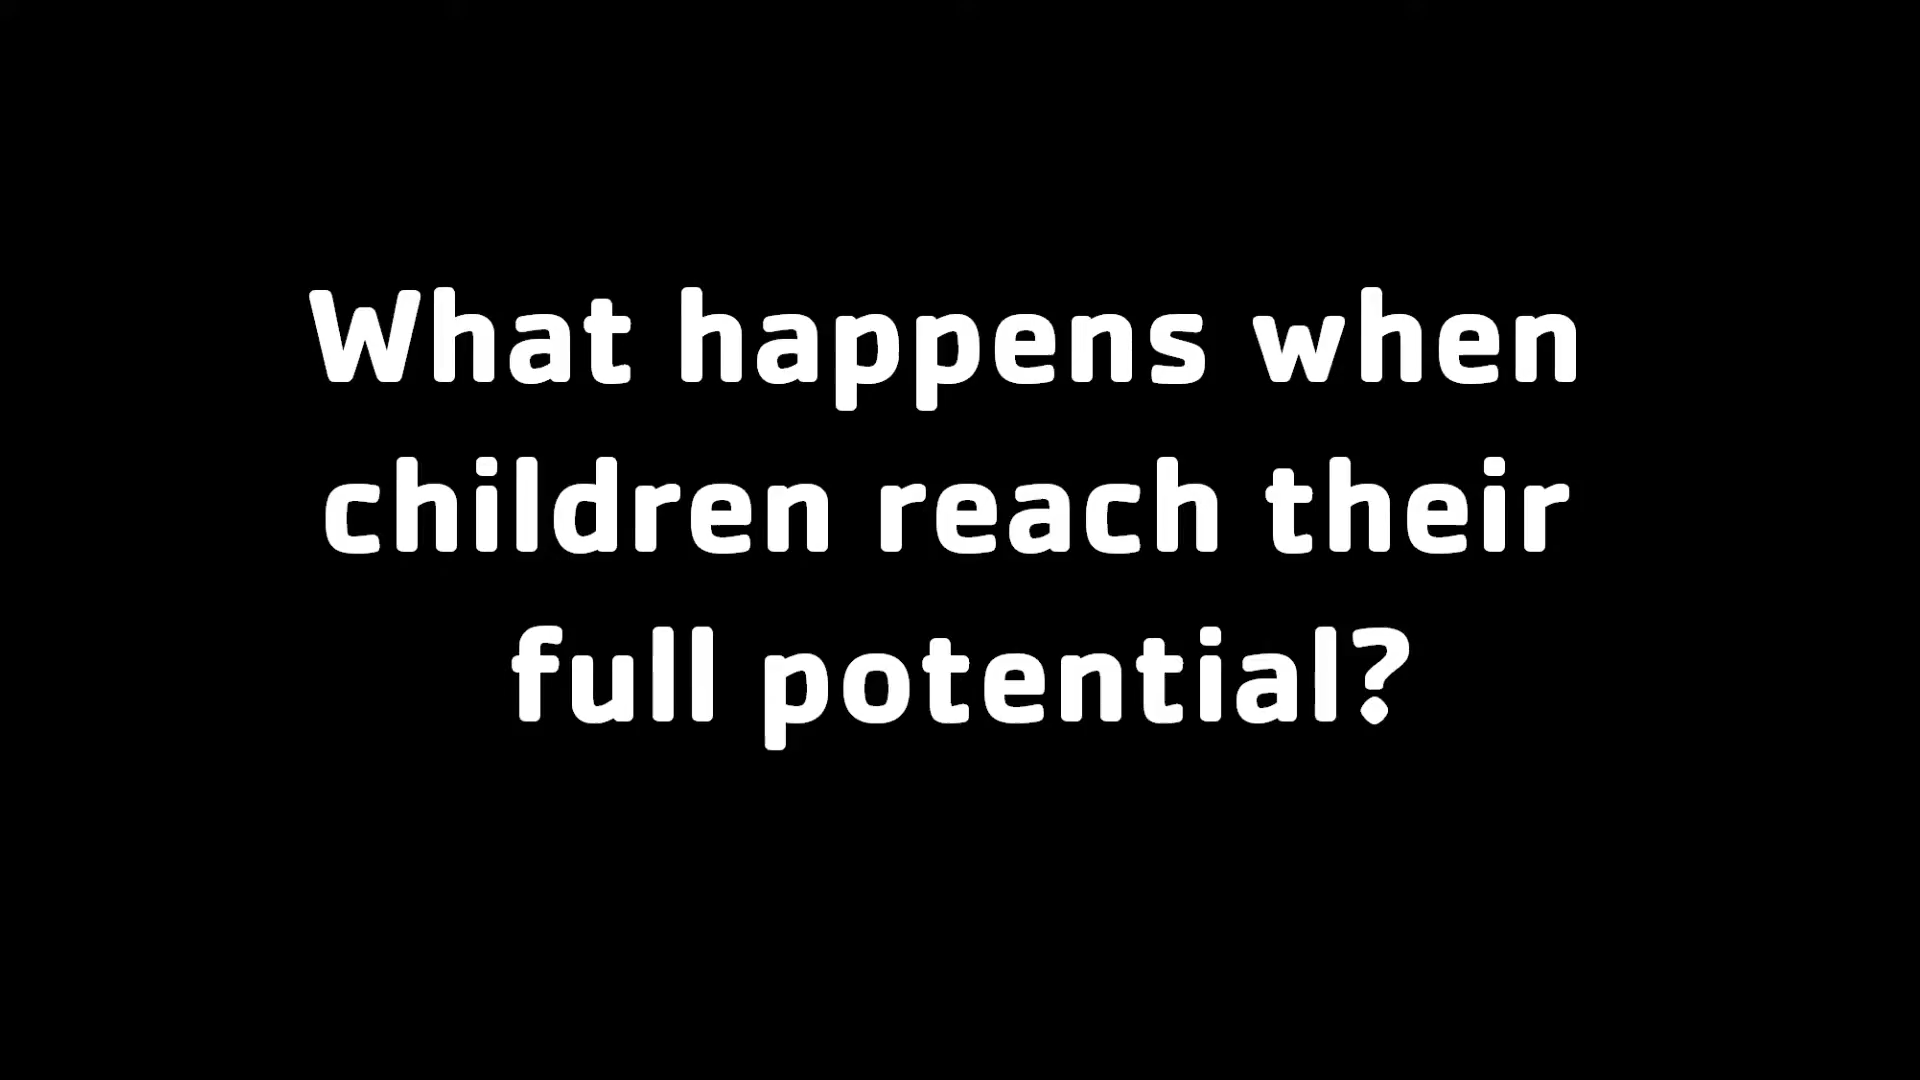 What happens when
children reach their
full potential?